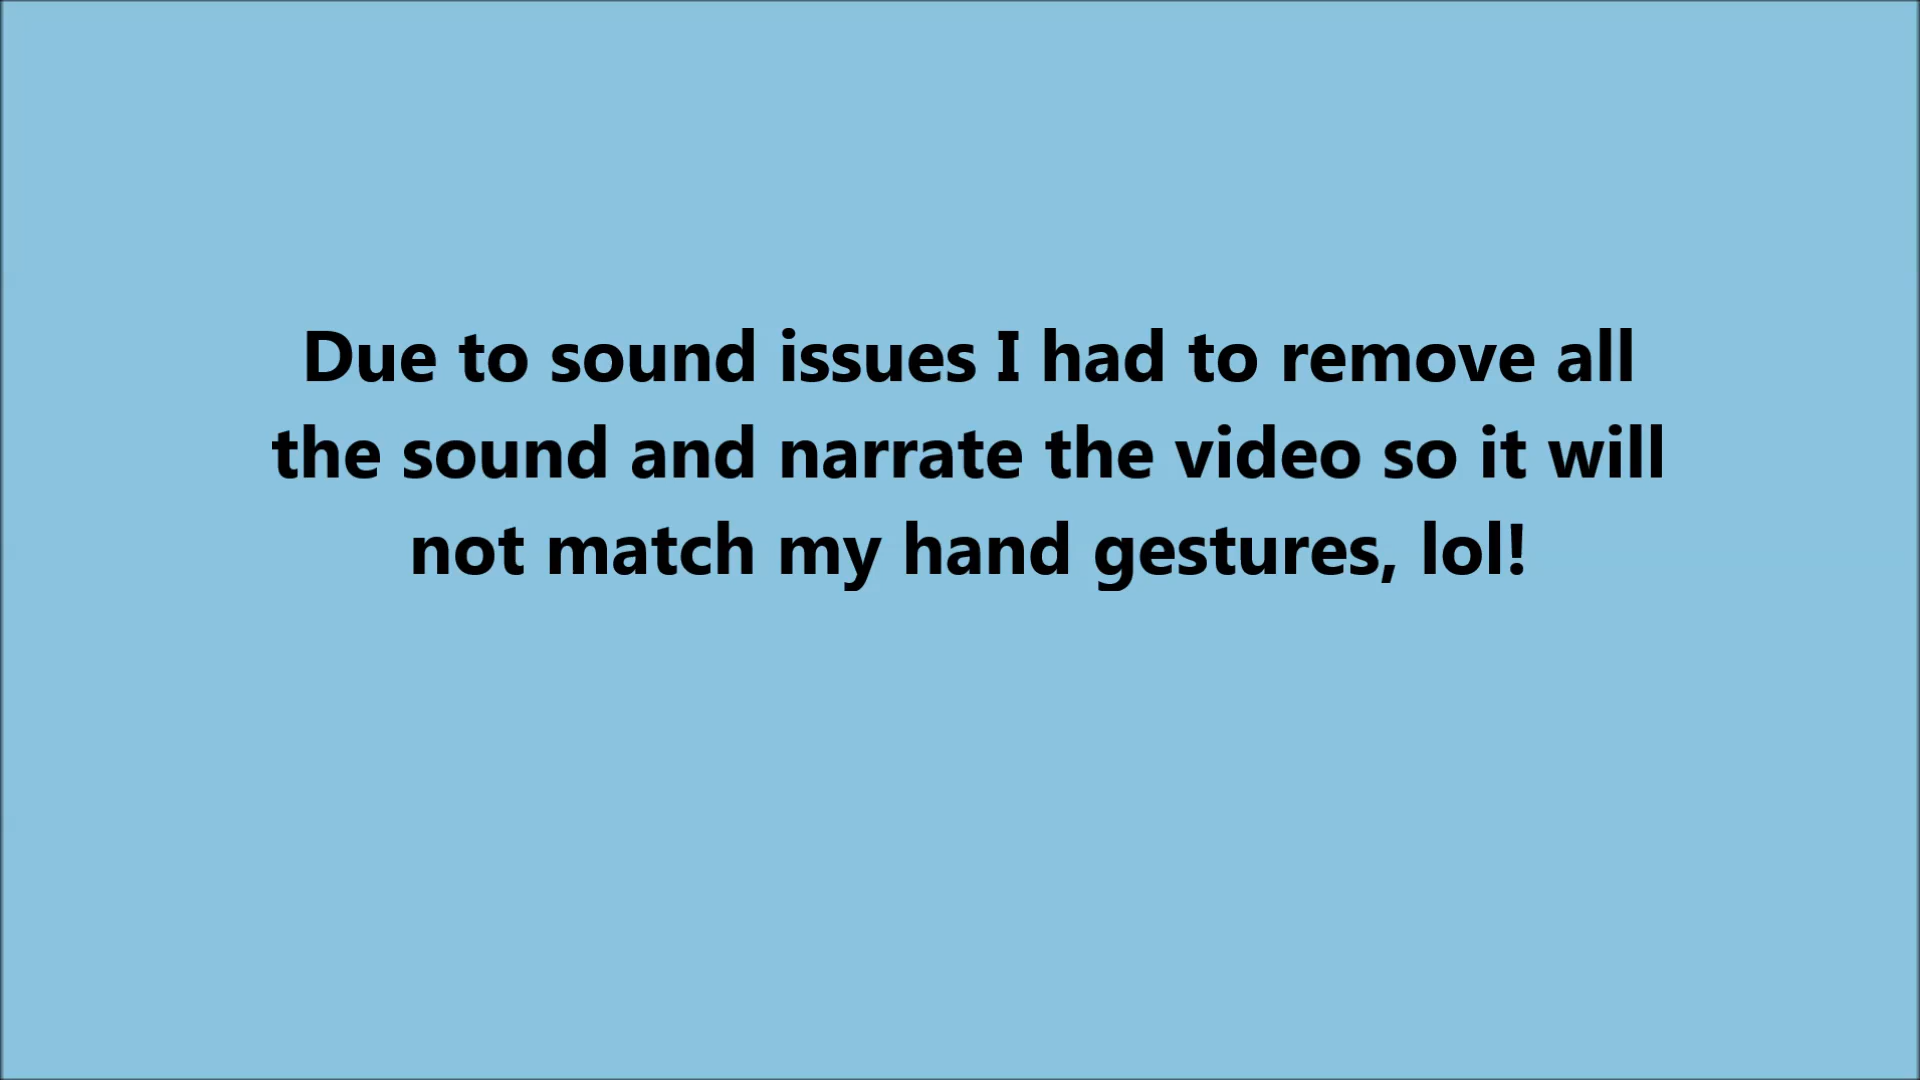 Due to sound issues I had to remove all
the sound and narrate the video so it will
not match my hand gestures, lol!